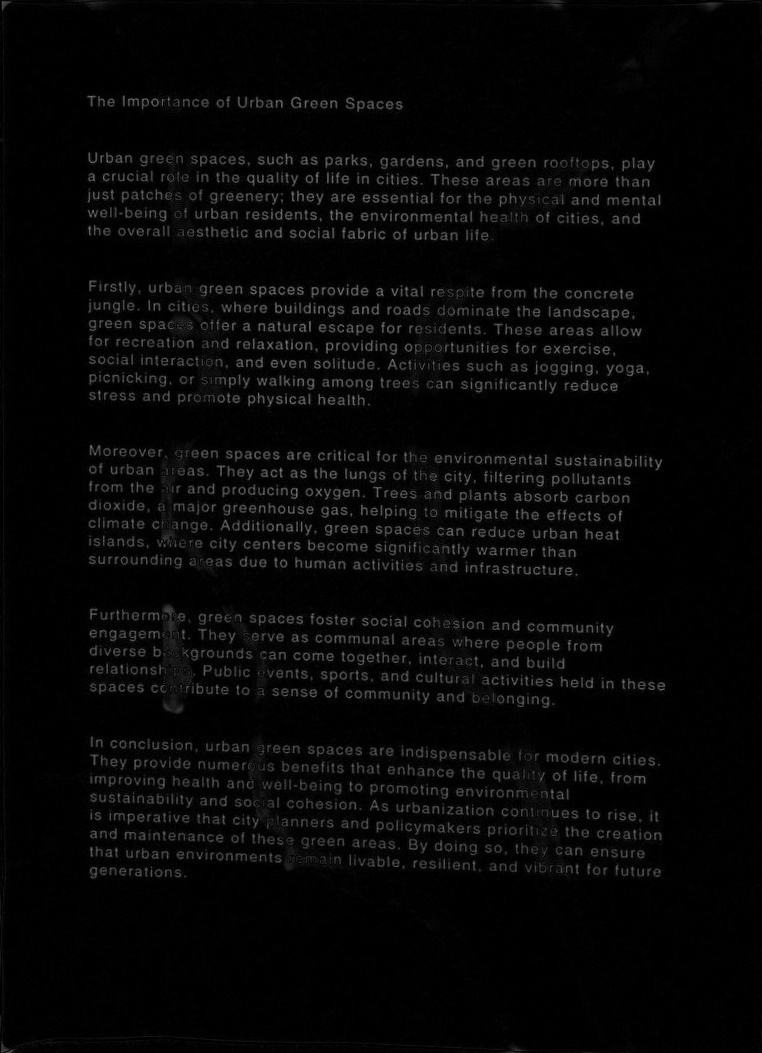 The Importance of Urban Green Spaces
Urban green spaces, such as parks, gardens, and green rooftops, play
a crucial role in the quality of life in cities. These areas are more than
just patches of greenery; they are essential for the physical and mental
well-being of urban residents, the environmental health of cities, and
the overall aesthetic and social fabric of urban life.
Firstly, urban green spaces provide a vital respite from the concrete
jungle. In cities, where buildings and roads dominate the landscape,
green spaces offer a natural escape for residents. These areas allow
for recreation and relaxation, providing opportunities for exercise,
social interaction, and even solitude. Activities such as jogging, yoga,
picnicking, or simply walking among trees can significantly reduce
stress and promote physical health.
Moreover, green spaces are critical for the environmental sustainability
of urban areas. They act as the lungs of the city, filtering pollutants
from the air and producing oxygen. Trees and plants absorb carbon
dioxide, a major greenhouse gas, helping to mitigate the effects of
climate change. Additionally, green spaces can reduce urban heat
islands, where city centers become significantly warmer than
surrounding areas due to human activities and infrastructure.
Furthermore, green spaces foster social cohesion and community
engagement. They serve as communal areas where people from
diverse backgrounds can come together, interact, and build
relationships. Public events, sports, and cultural activities held in these
spaces contribute to a sense of community and belonging.
In conclusion, urban green spaces are indispensable for modern cities.
They provide numerous benefits that enhance the quality of life, from
improving health and well-being to promoting environmental
sustainability and social cohesion. As urbanization continues to rise, it
is imperative that city planners and policymakers prioritize the creation
and maintenance of these green areas. By doing so, they can ensure
that urban environments remain livable, resilient, and vibrant for future
generations.